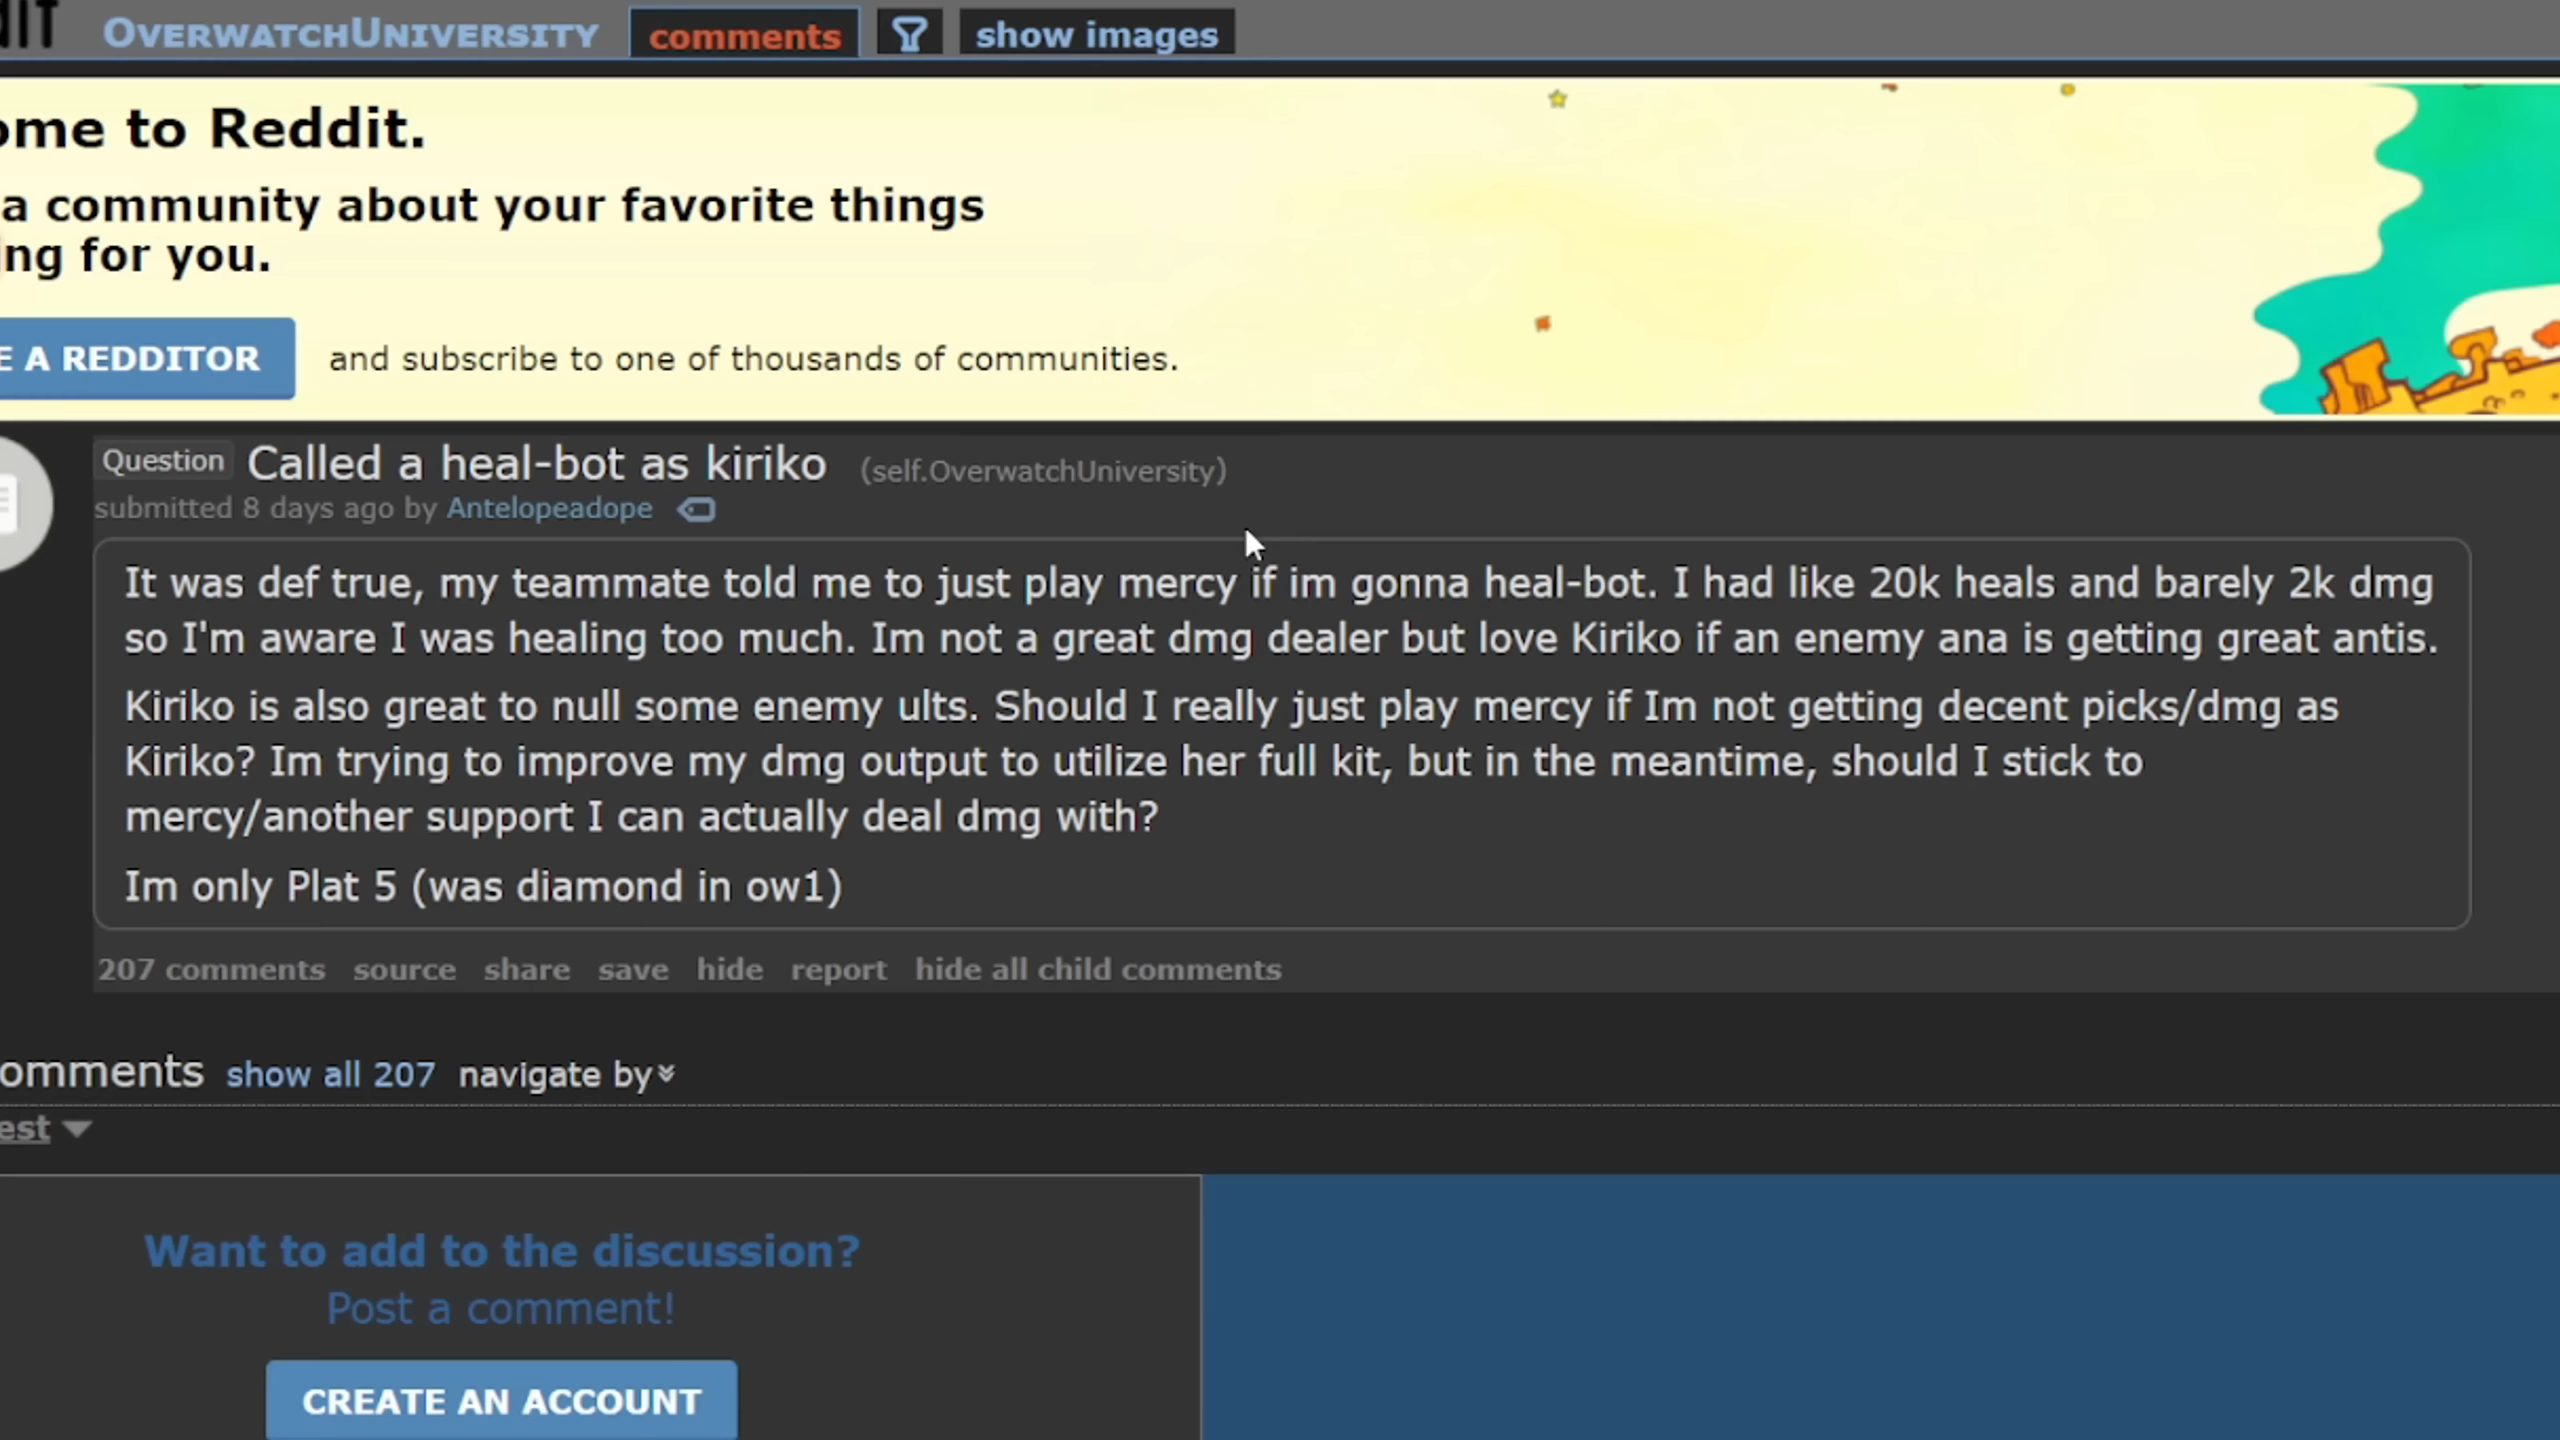 OVERWATCHUNIVERSITY comments show images
ome to Reddit.
a community about your favorite things
ing for you.
E A REDDITOR and subscribe to one of thousands of communities.
Question Called a heal-bot as kiriko (self.OverwatchUniversity)
submitted 8 days ago by Antelopeadope
It was def true, my teammate told me to just play mercy if im gonna heal-bot. I had like 20k heals and barely 2k dmg
so I'm aware I was healing too much. Im not a great dmg dealer but love Kiriko if an enemy ana is getting great antis.
Kiriko is also great to null some enemy ults. Should I really just play mercy if Im not getting decent picks/dmg as
Kiriko? Im trying to improve my dmg output to utilize her full kit, but in the meantime, should I stick to
mercy/another support I can actually deal dmg with?
Im only Plat 5 (was diamond in ow1)
207 comments source share save hide report hide all child comments
omments show all 207 navigate by
est
Want to add to the discussion?
Post a comment!
CREATE AN ACCOUNT